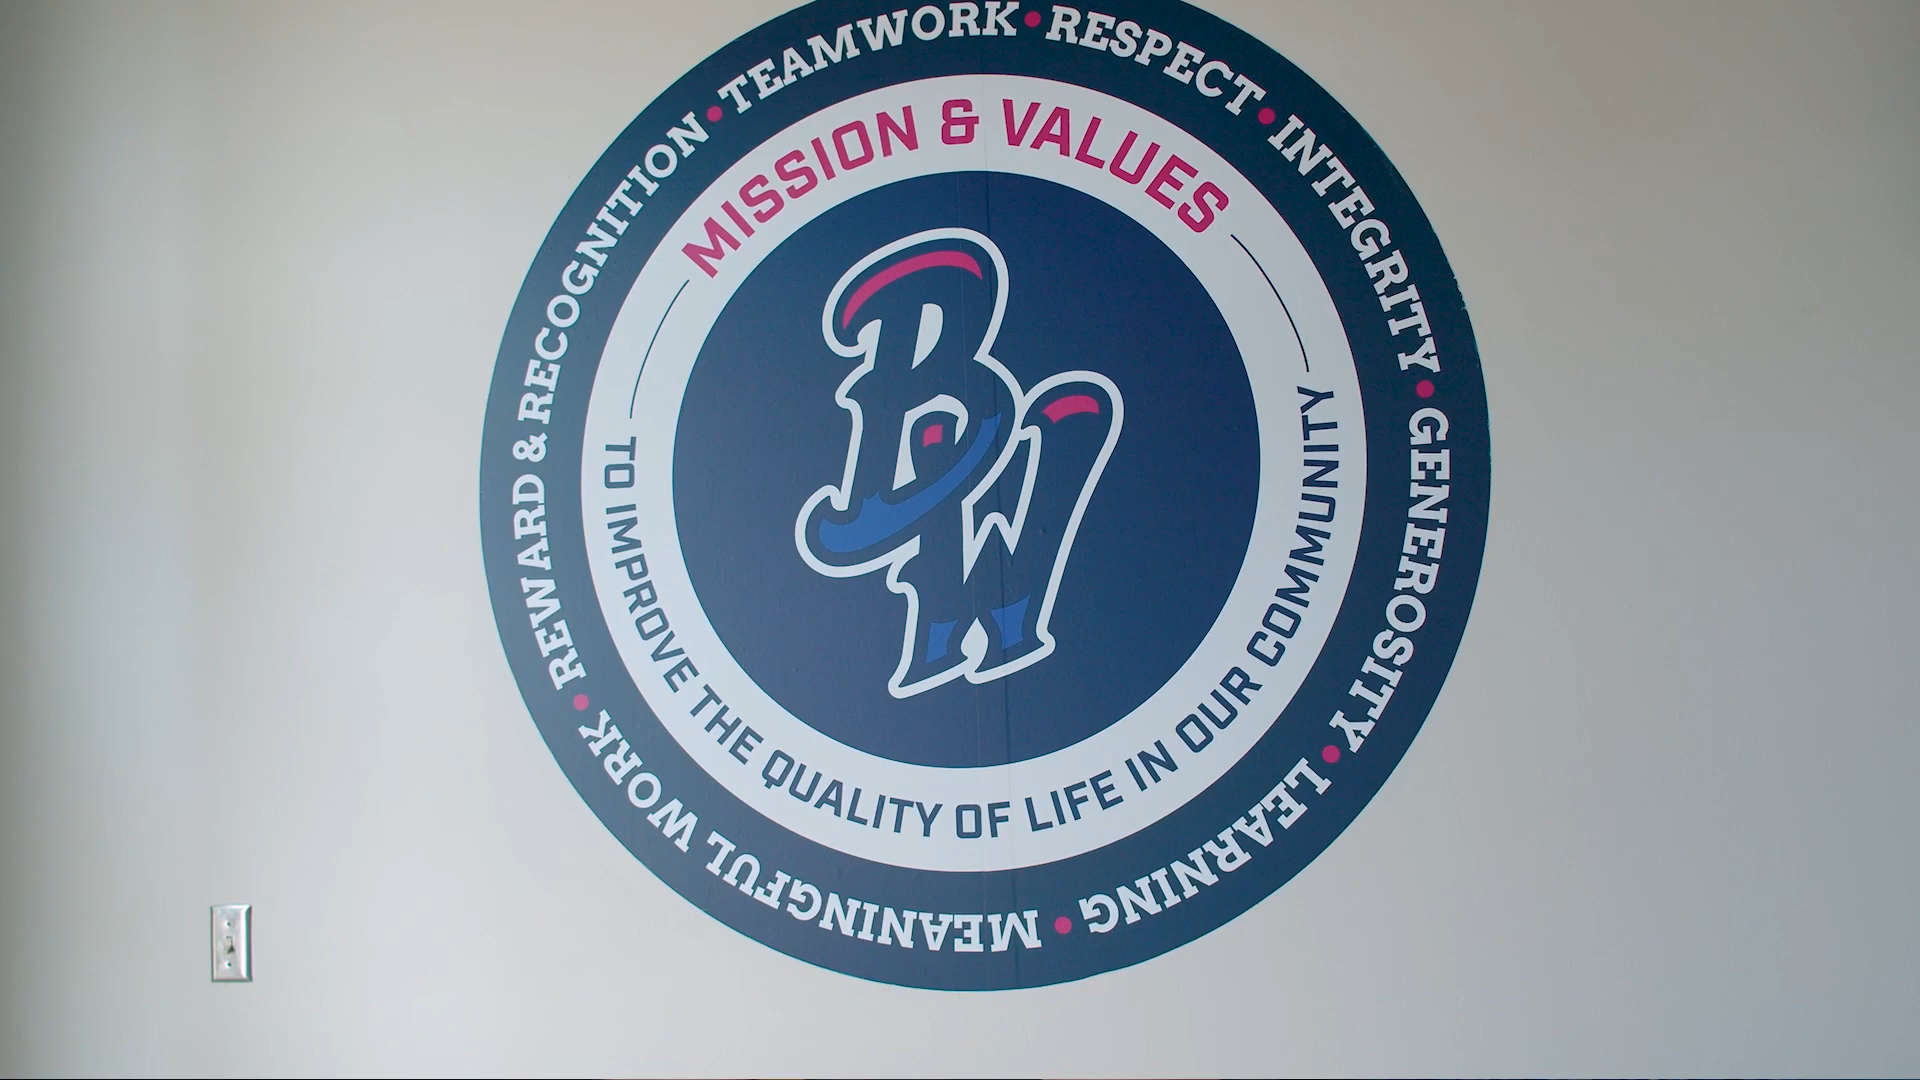 TEAMWORK • RESPECT • INTEGRITY • GENEROSITY • LEARNING • MEANINGFUL WORK • REWARD & RECOGNITION •
MISSION & VALUES
TO IMPROVE THE QUALITY OF LIFE IN OUR COMMUNITY
BW